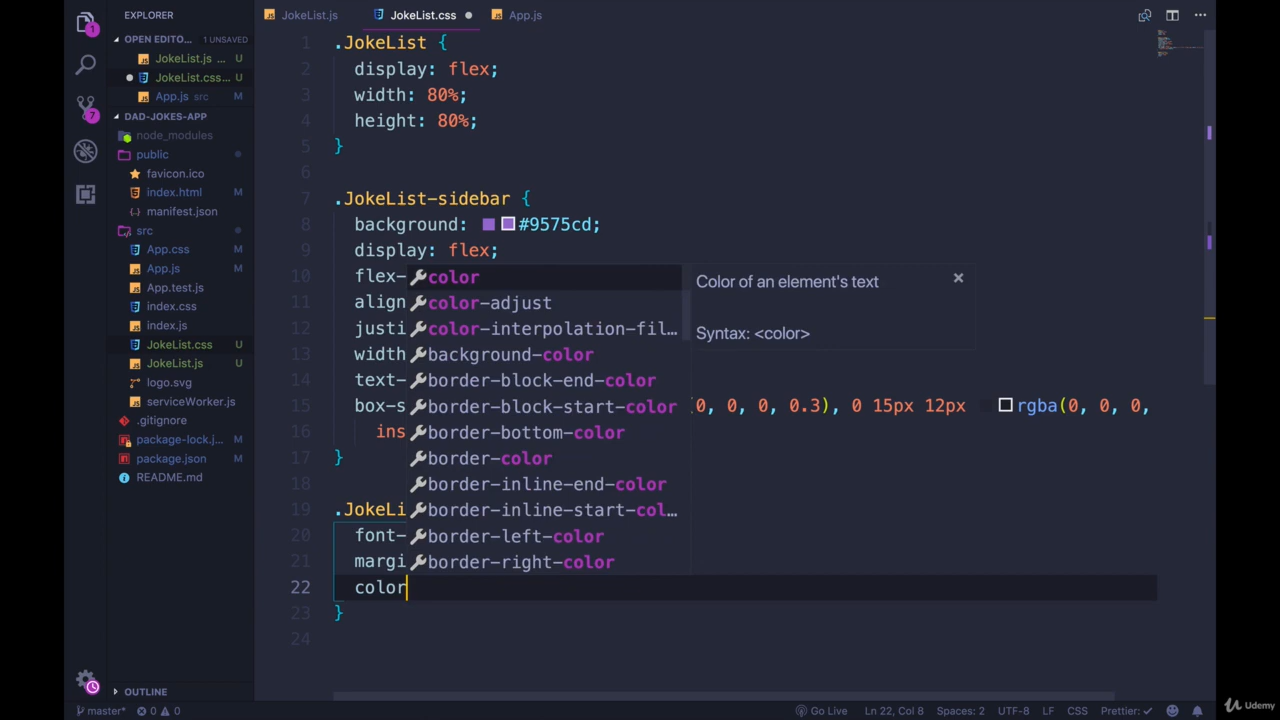 EXPLORER
JokeList.js
JokeList.css
App.js
OPEN EDITO... 1 UNSAVED
JokeList.js ... U
JokeList.css... U
App.js src M
DAD-JOKES-APP
node_modules
public
favicon.ico
index.html M
manifest.json
src
App.css M
App.js M
App.test.js
index.css
index.js
JokeList.css U
JokeList.js U
logo.svg
serviceWorker.js
.gitignore
package-lock.j... M
package.json M
README.md
OUTLINE
1 .JokeList {
2 display: flex;
3 width: 80%;
4 height: 80%;
5 }
6
7 .JokeList-sidebar {
8 background: #9575cd;
9 display: flex;
10 flex-
11 align
12 justi
13 width
14 text-
15 box-s (0, 0, 0, 0.3), 0 15px 12px rgba(0, 0, 0,
16 ins
17 }
18
19 .JokeLi
20 font-
21 margi
22 color
23 }
24
color
color-adjust
color-interpolation-fil...
background-color
border-block-end-color
border-block-start-color
border-bottom-color
border-color
border-inline-end-color
border-inline-start-col...
border-left-color
border-right-color
Color of an element's text
Syntax: <color>
1
7
master* 0 0
Go Live
Ln 22, Col 8
Spaces: 2
UTF-8
LF
CSS
Prettier: ✓
Udemy